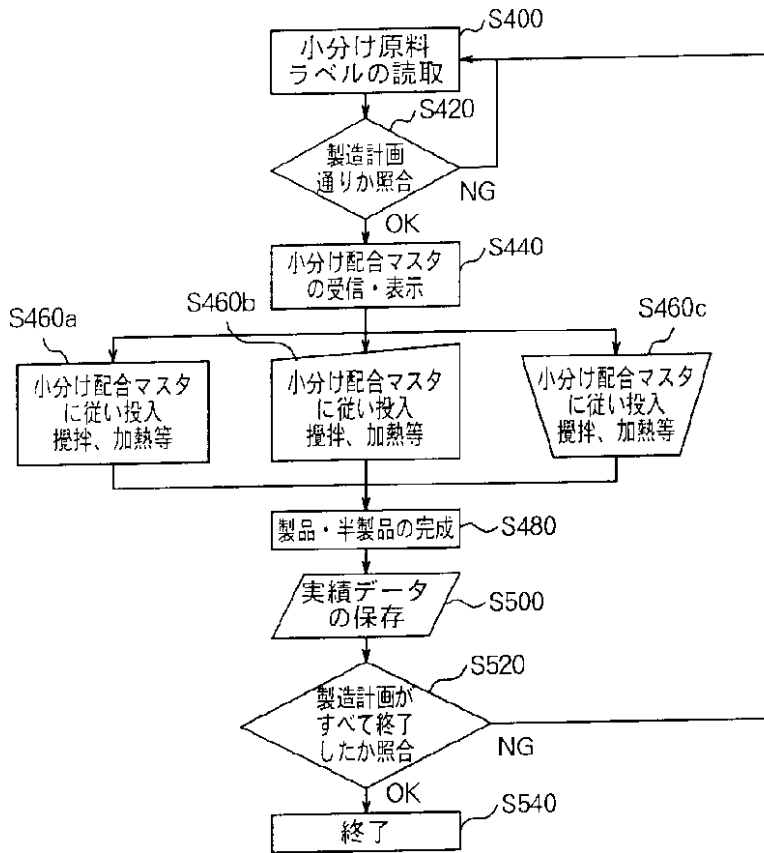 S400
小分け原料
ラベルの読取
S420
製造計画
通りか照合
NG
OK
S440
小分け配合マスタ
の受信・表示
S460a
小分け配合マスタ
に従い投入
攪拌、加熱等
S460b
小分け配合マスタ
に従い投入
攪拌、加熱等
S460c
小分け配合マスタ
に従い投入
攪拌、加熱等
製品・半製品の完成
S480
実績データ
の保存
S500
S520
製造計画が
すべて終了
したか照合
NG
OK
S540
終了